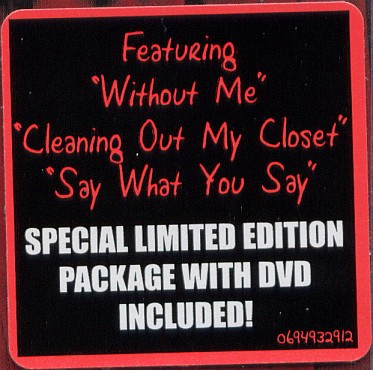 Featuring
"Without Me"
"Cleaning Out My Closet"
"Say What You Say"
SPECIAL LIMITED EDITION
PACKAGE WITH DVD
INCLUDED!
0694932912